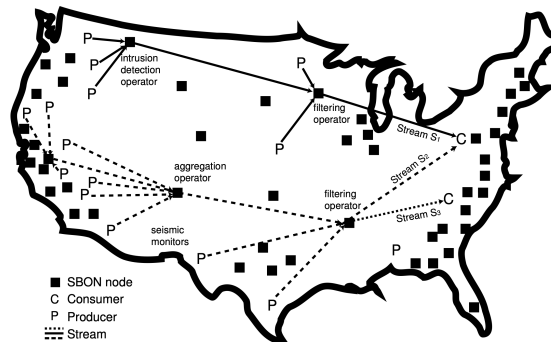 P
P
P
P
intrusion
detection
operator
filtering
operator
P
Stream S1
C
P
P
P
P
P
P
aggregation
operator
Stream S2
filtering
operator
C
Stream S3
P
seismic
monitors
P
P
P
SBON node
C Consumer
P Producer
Stream